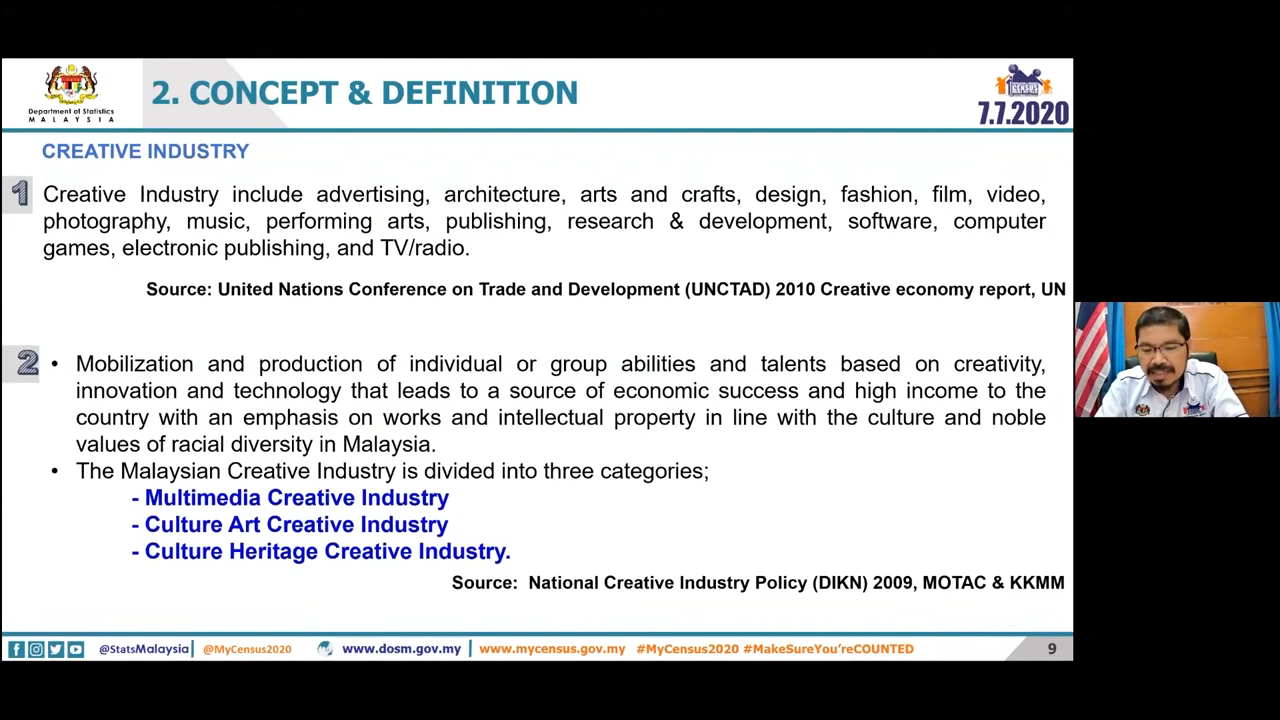 Department of Statistics
MALAYSIA
2. CONCEPT & DEFINITION
CENSUS
7.7.2020
CREATIVE INDUSTRY
1
Creative Industry include advertising, architecture, arts and crafts, design, fashion, film, video,
photography, music, performing arts, publishing, research & development, software, computer
games, electronic publishing, and TV/radio.
Source: United Nations Conference on Trade and Development (UNCTAD) 2010 Creative economy report, UN
2
• Mobilization and production of individual or group abilities and talents based on creativity,
innovation and technology that leads to a source of economic success and high income to the
country with an emphasis on works and intellectual property in line with the culture and noble
values of racial diversity in Malaysia.
• The Malaysian Creative Industry is divided into three categories;
- Multimedia Creative Industry
- Culture Art Creative Industry
- Culture Heritage Creative Industry.
Source: National Creative Industry Policy (DIKN) 2009, MOTAC & KKMM
@StatsMalaysia | @MyCensus2020 www.dosm.gov.my | www.mycensus.gov.my #MyCensus2020 #MakeSureYou'reCOUNTED
9